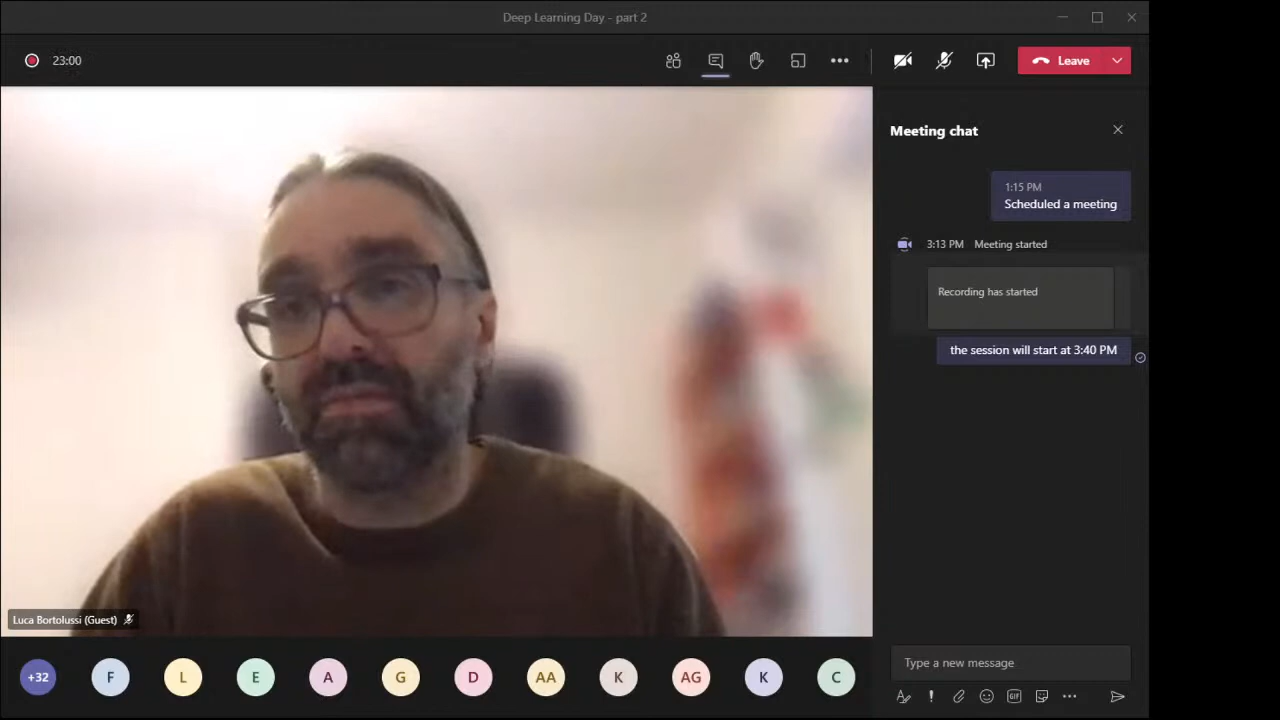 Deep Learning Day - part 2
23:00
Leave
Meeting chat
1:15 PM
Scheduled a meeting
3:13 PM Meeting started
Recording has started
the session will start at 3:40 PM
Luca Bortolussi (Guest)
+32
F
L
E
A
G
D
AA
K
AG
K
C
Type a new message
GIF